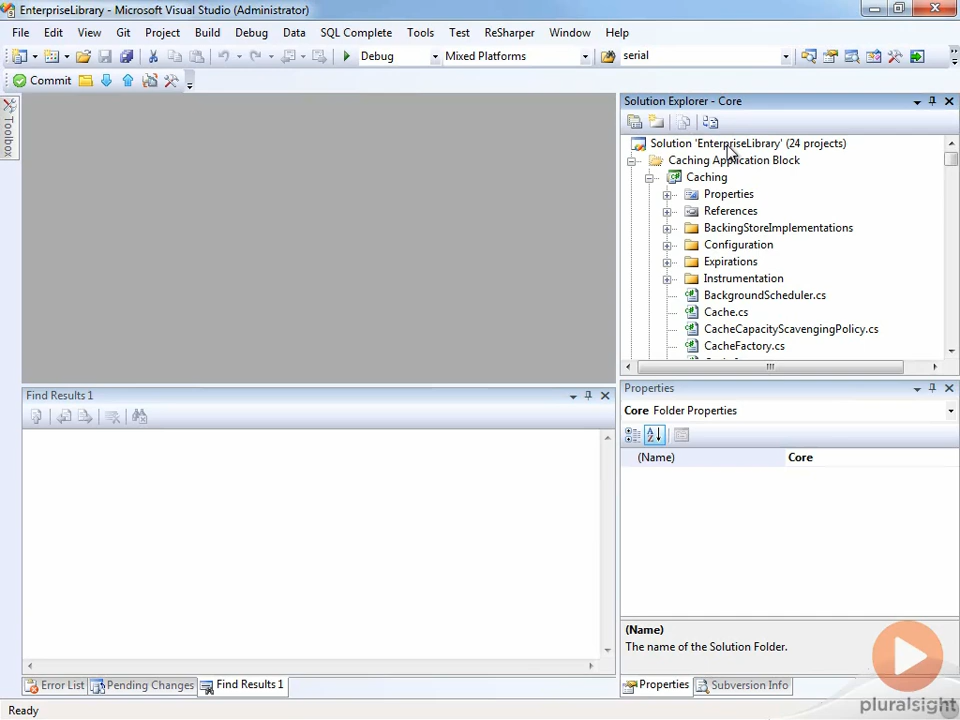 EnterpriseLibrary - Microsoft Visual Studio (Administrator)
File Edit View Git Project Build Debug Data SQL Complete Tools Test ReSharper Window Help
Debug Mixed Platforms serial
Commit
Toolbox
Solution Explorer - Core
Solution 'EnterpriseLibrary' (24 projects)
Caching Application Block
Caching
Properties
References
BackingStoreImplementations
Configuration
Expirations
Instrumentation
BackgroundScheduler.cs
Cache.cs
CacheCapacityScavengingPolicy.cs
CacheFactory.cs
Find Results 1
Properties
Core Folder Properties
(Name) Core
(Name)
The name of the Solution Folder.
Error List Pending Changes Find Results 1
Properties Subversion Info
Ready
pluralsight